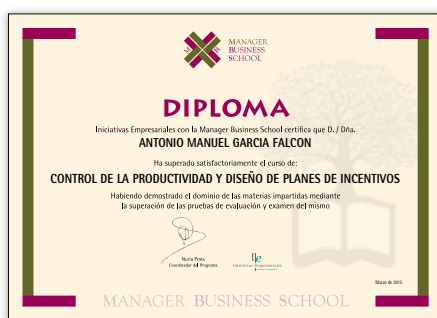 MANAGER
BUSINESS
SCHOOL
M B
DIPLOMA
Iniciativas Empresariales con la Manager Business School certifica que D. / Dña.
ANTONIO MANUEL GARCIA FALCON
Ha superado satisfactoriamente el curso de:
CONTROL DE LA PRODUCTIVIDAD Y DISEÑO DE PLANES DE INCENTIVOS
Habiendo demostrado el dominio de las materias impartidas mediante
la superación de las pruebas de evaluación y examen del mismo
Nuria Prats
Coordinador del Programa
Iniciativas Empresariales
Marzo de 2015
MANAGER BUSINESS SCHOOL